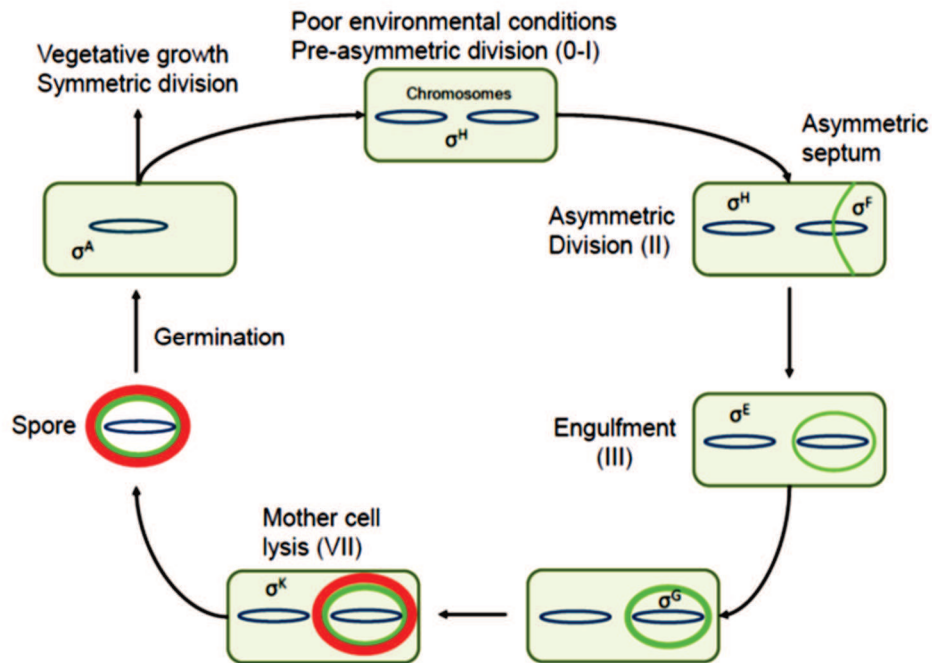 Poor environmental conditions
Pre-asymmetric division (0-I)
Vegetative growth
Symmetric division
Chromosomes
σᴴ
Asymmetric
septum
σᴬ
Asymmetric
Division (II)
σᴴ
σF
Germination
Spore
Engulfment
(III)
σᴱ
Mother cell
lysis (VII)
σᴷ
σᴳ